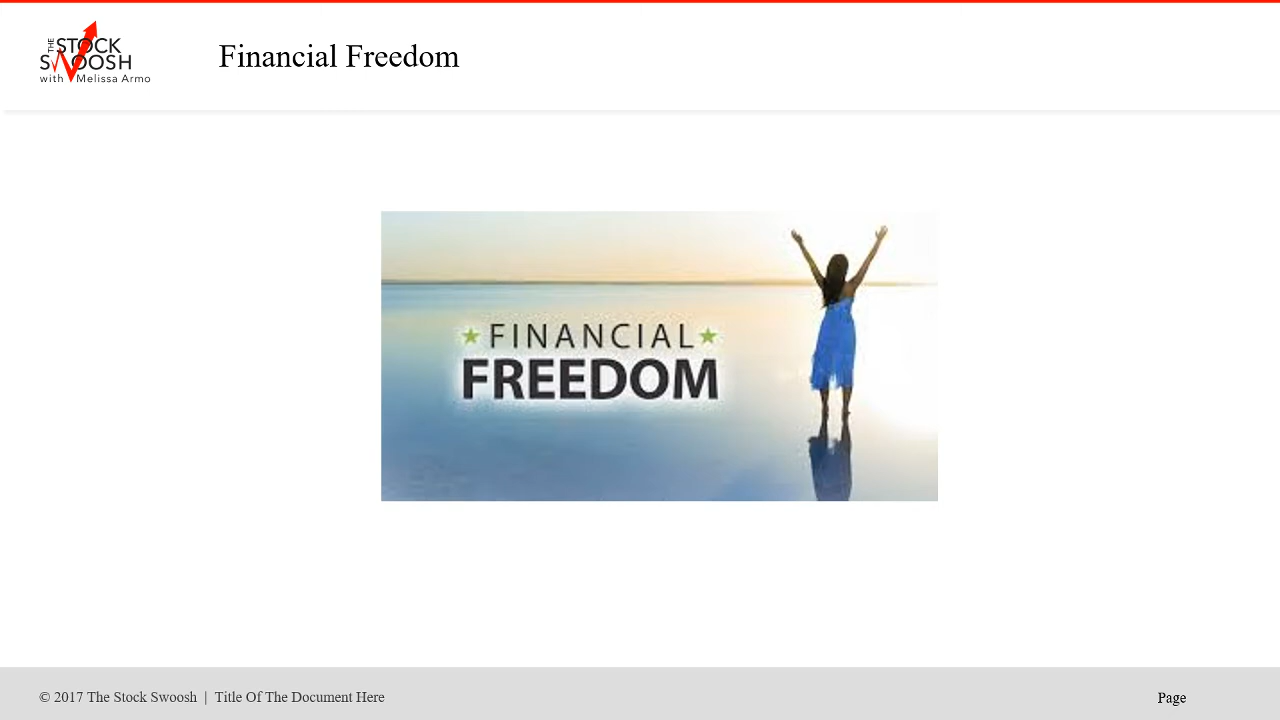 THE
STOCK
SWOOSH
with Melissa Armo
Financial Freedom
FINANCIAL
FREEDOM
© 2017 The Stock Swoosh | Title Of The Document Here
Page